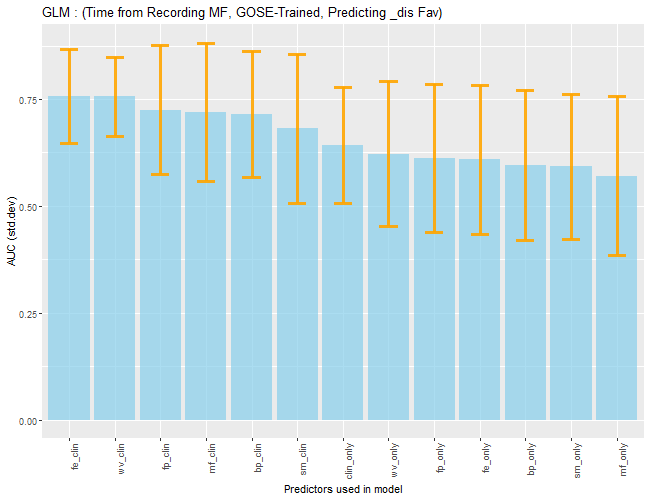 GLM : (Time from Recording MF, GOSE-Trained, Predicting _dis Fav)
AUC (std.dev)
0.75
0.50
0.25
0.00
fe_clin
wv_clin
fp_clin
mf_clin
bp_clin
sm_clin
clin_only
wv_only
fp_only
fe_only
bp_only
sm_only
mf_only
Predictors used in model